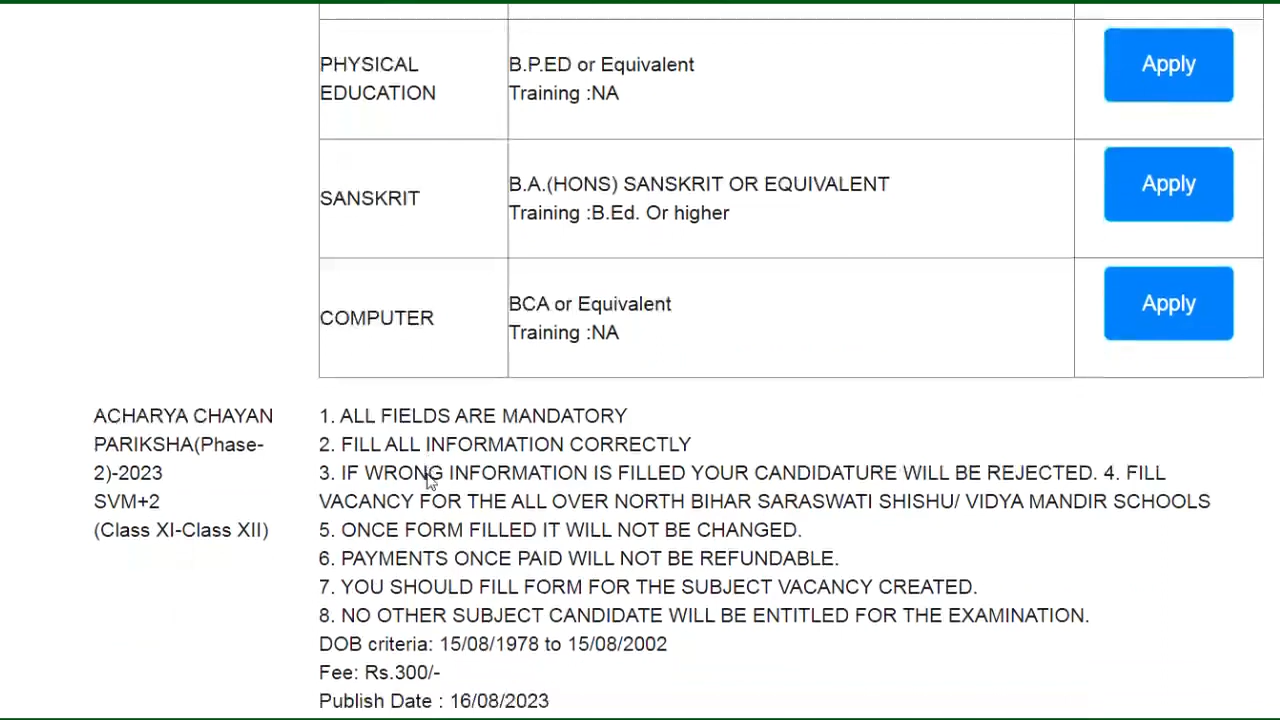 PHYSICAL
EDUCATION
B.P.ED or Equivalent
Training :NA
Apply
SANSKRIT
B.A.(HONS) SANSKRIT OR EQUIVALENT
Training :B.Ed. Or higher
Apply
COMPUTER
BCA or Equivalent
Training :NA
Apply
ACHARYA CHAYAN
PARIKSHA(Phase-
2)-2023
SVM+2
(Class XI-Class XII)
1. ALL FIELDS ARE MANDATORY
2. FILL ALL INFORMATION CORRECTLY
3. IF WRONG INFORMATION IS FILLED YOUR CANDIDATURE WILL BE REJECTED. 4. FILL
VACANCY FOR THE ALL OVER NORTH BIHAR SARASWATI SHISHU/ VIDYA MANDIR SCHOOLS
5. ONCE FORM FILLED IT WILL NOT BE CHANGED.
6. PAYMENTS ONCE PAID WILL NOT BE REFUNDABLE.
7. YOU SHOULD FILL FORM FOR THE SUBJECT VACANCY CREATED.
8. NO OTHER SUBJECT CANDIDATE WILL BE ENTITLED FOR THE EXAMINATION.
DOB criteria: 15/08/1978 to 15/08/2002
Fee: Rs.300/-
Publish Date : 16/08/2023